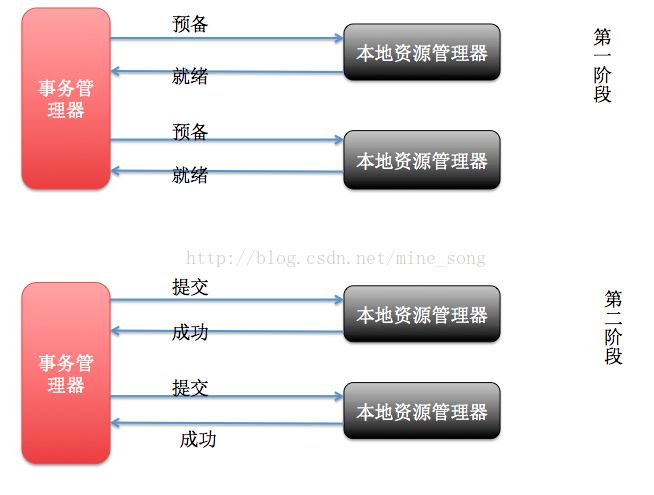 预备
本地资源管理器
就绪
事务管
理器
预备
本地资源管理器
就绪
第一阶段
http://blog.csdn.net/mine_song
提交
本地资源管理器
成功
事务管
理器
提交
本地资源管理器
成功
第二阶段